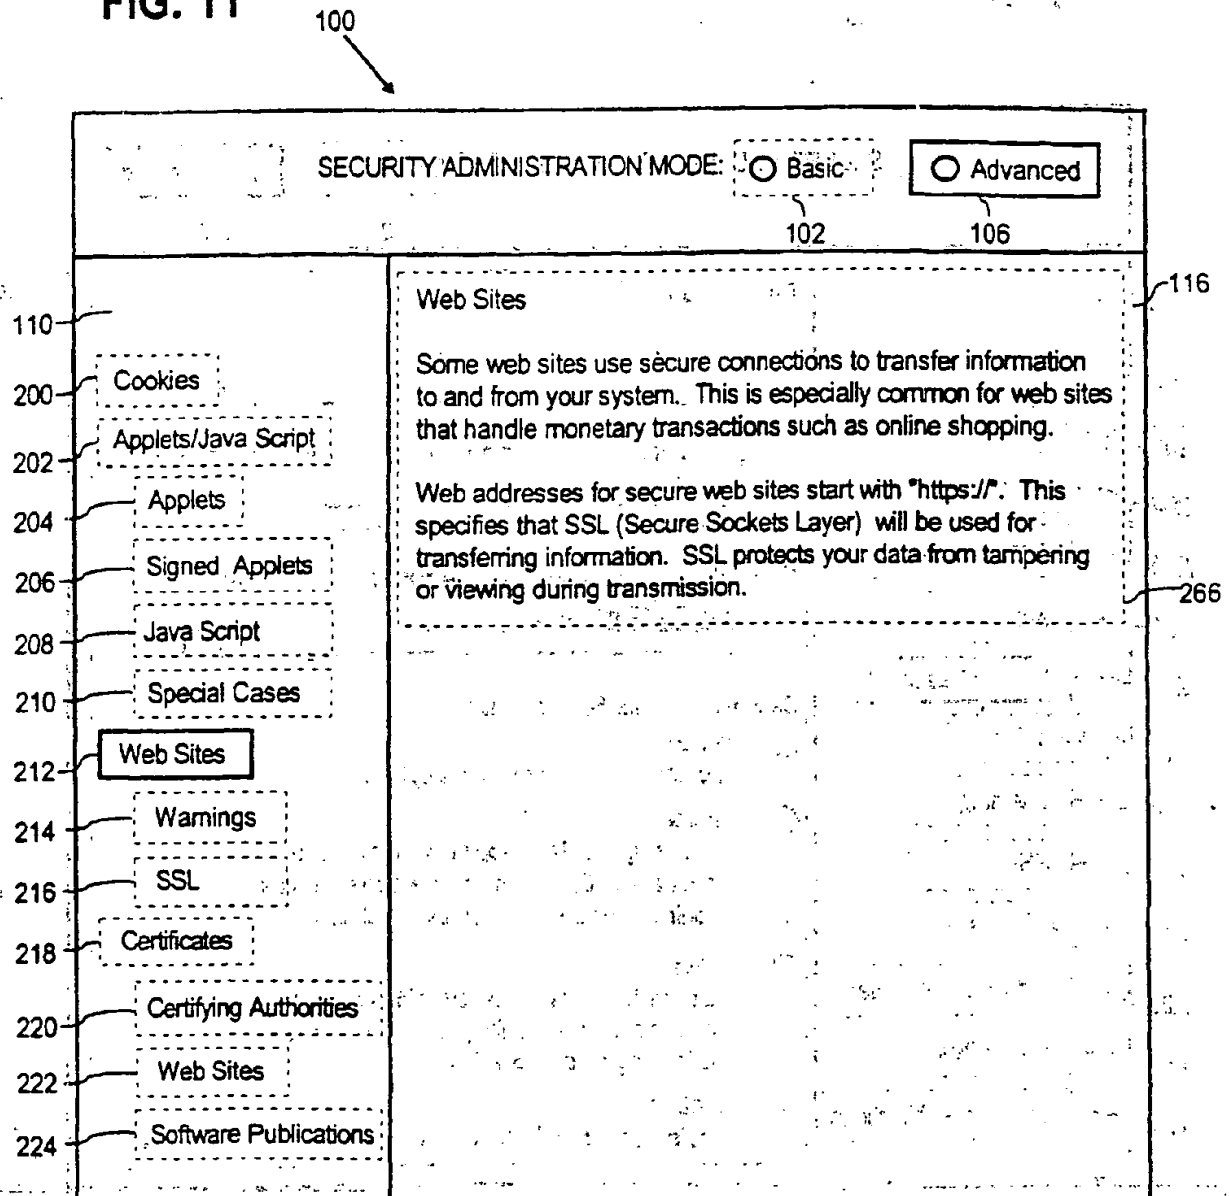 FIG. 11
100
SECURITY ADMINISTRATION MODE: Basic Advanced
102 106
116
110
Web Sites
Some web sites use secure connections to transfer information
to and from your system. This is especially common for web sites
that handle monetary transactions such as online shopping.
Web addresses for secure web sites start with "https://". This
specifies that SSL (Secure Sockets Layer) will be used for
transferring information. SSL protects your data from tampering
or viewing during transmission.
266
200 Cookies
202 Applets/Java Script
204 Applets
206 Signed Applets
208 Java Script
210 Special Cases
212 Web Sites
214 Warnings
216 SSL
218 Certificates
220 Certifying Authorities
222 Web Sites
224 Software Publications